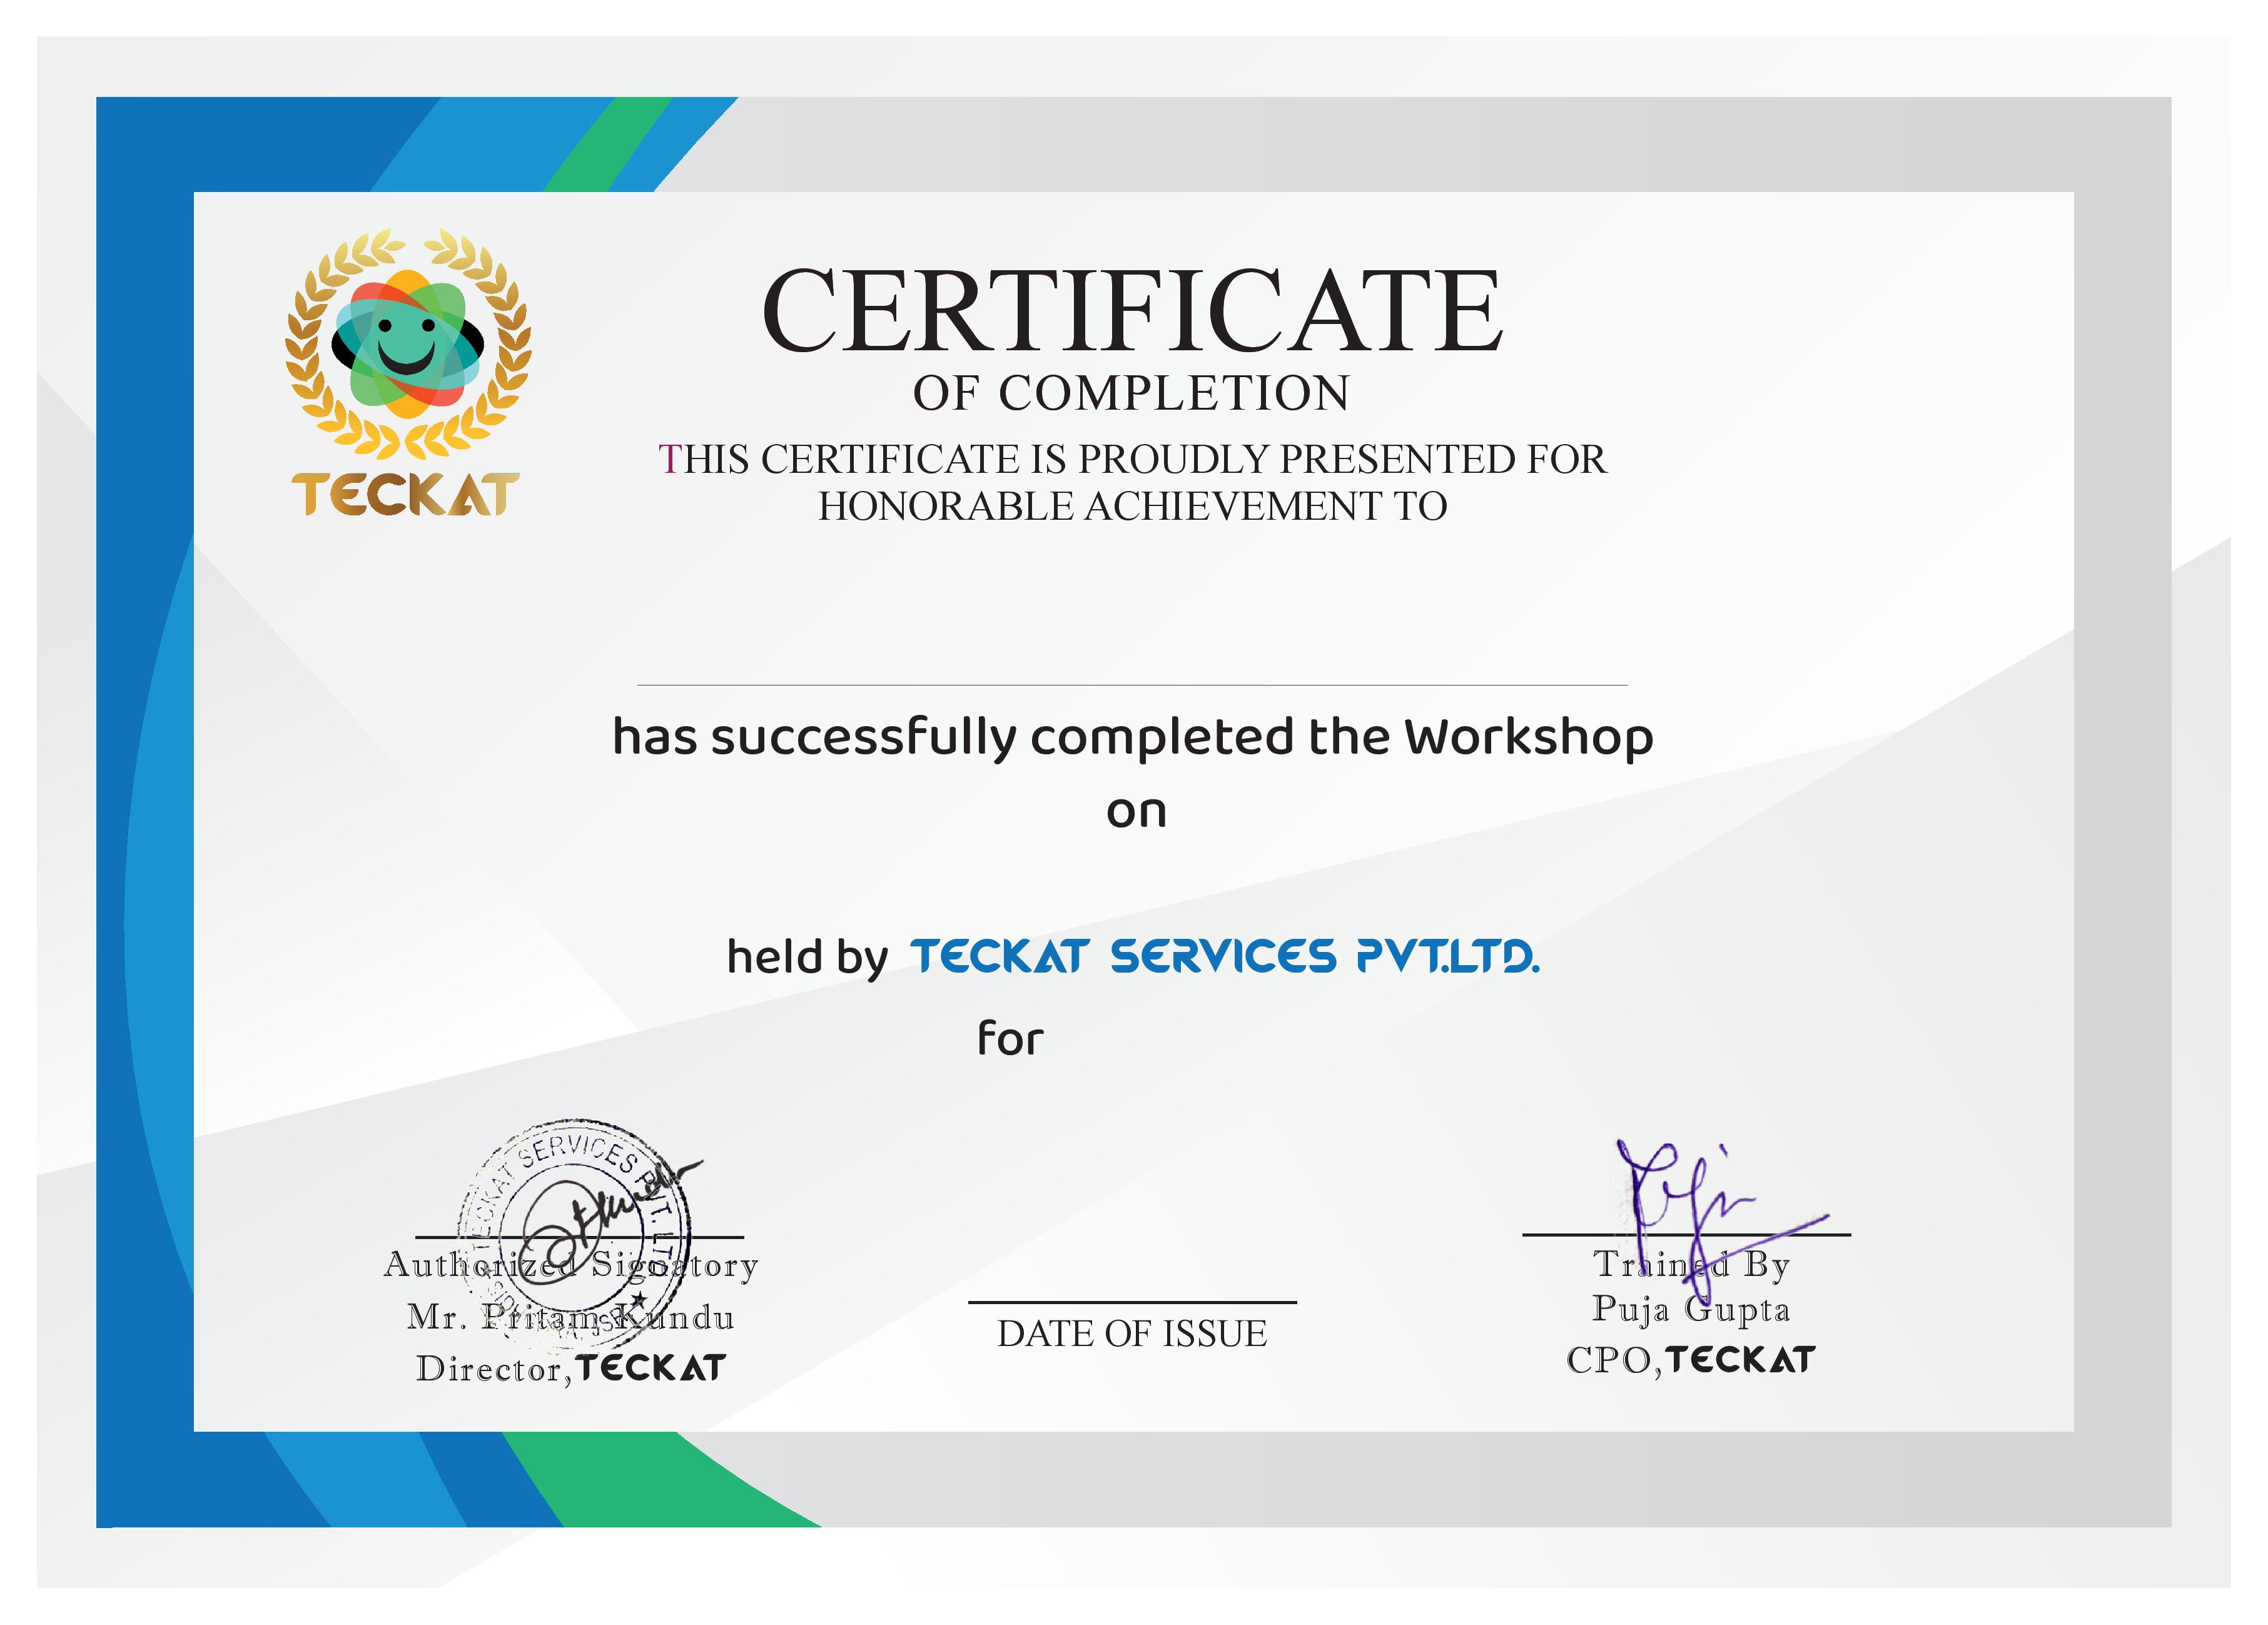 TECKAT
CERTIFICATE
OF COMPLETION
THIS CERTIFICATE IS PROUDLY PRESENTED FOR
HONORABLE ACHIEVEMENT TO
has successfully completed the Workshop
on
held by TECKAT SERVICES PVT.LTD.
for
TECKAT SERVICES PVT. LTD.
Authorized Signatory
Mr. Pritam Kundu
Director,TECKAT
DATE OF ISSUE
Trained By
Puja Gupta
CPO,TECKAT